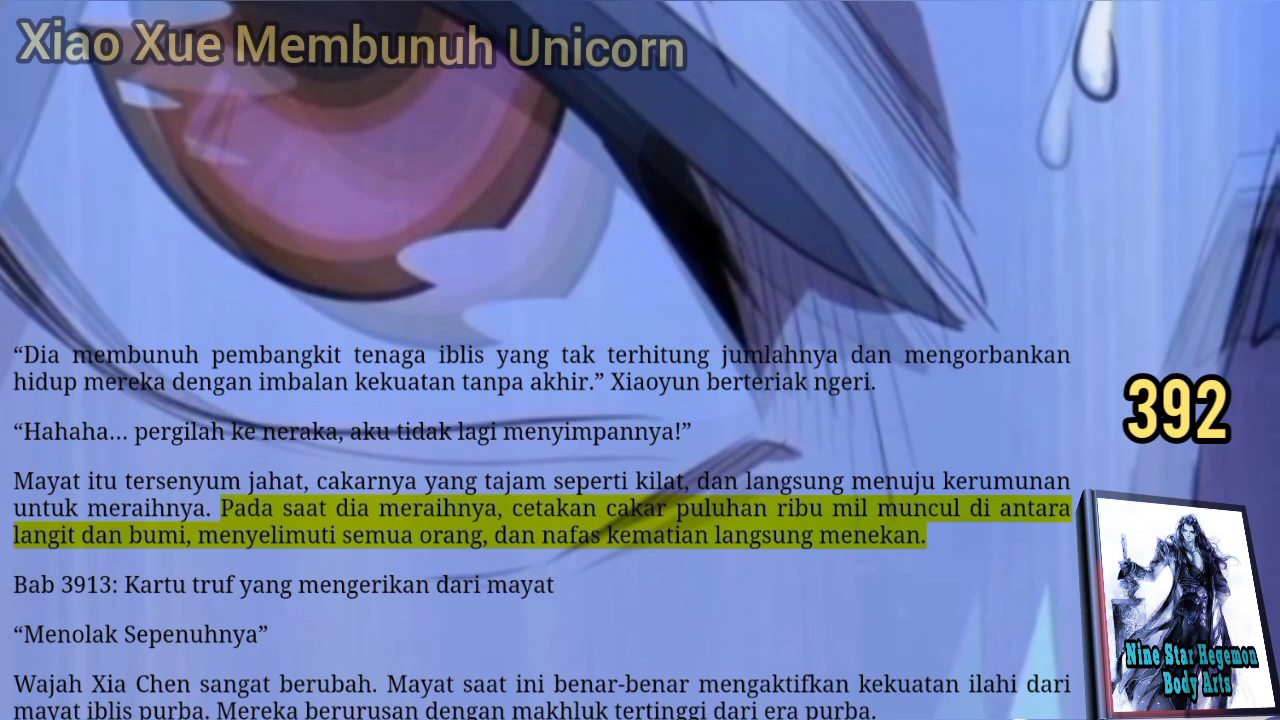 Xiao Xue Membunuh Unicorn
“Dia membunuh pembangkit tenaga iblis yang tak terhitung jumlahnya dan mengorbankan
hidup mereka dengan imbalan kekuatan tanpa akhir.” Xiaoyun berteriak ngeri.
“Hahaha... pergilah ke neraka, aku tidak lagi menyimpannya!”
Mayat itu tersenyum jahat, cakarnya yang tajam seperti kilat, dan langsung menuju kerumunan
untuk meraihnya. Pada saat dia meraihnya, cetakan cakar puluhan ribu mil muncul di antara
langit dan bumi, menyelimuti semua orang, dan nafas kematian langsung menekan.
Bab 3913: Kartu truf yang mengerikan dari mayat
“Menolak Sepenuhnya”
Wajah Xia Chen sangat berubah. Mayat saat ini benar-benar mengaktifkan kekuatan ilahi dari
mayat iblis purba. Mereka berurusan dengan makhluk tertinggi dari era purba.
392
Nine Star Hegemon
Body Arts